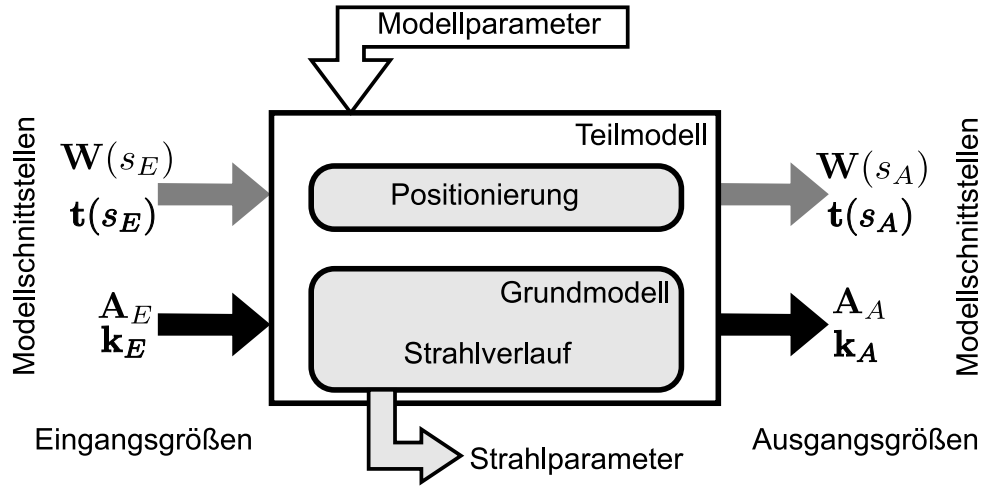 Modellparameter
Modellschnittstellen
Teilmodell
W(s_E)
t(s_E)
Positionierung
W(s_A)
t(s_A)
Modellschnittstellen
A_E
k_E
Grundmodell
Strahlverlauf
A_A
k_A
Eingangsgrößen
Ausgangsgrößen
Strahlparameter